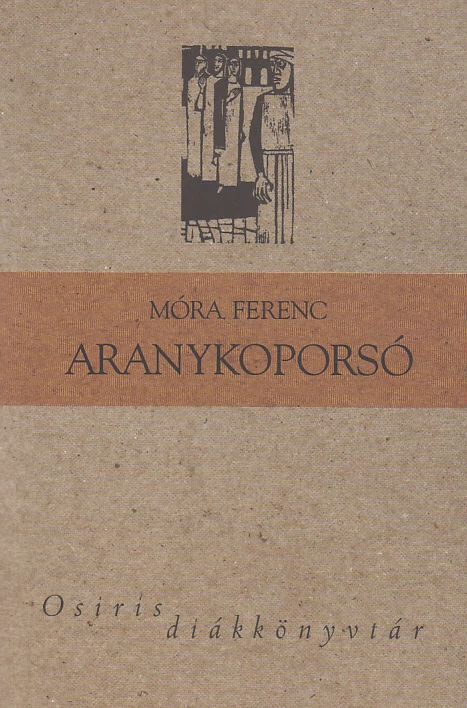 MÓRA FERENC
ARANYKOPORSÓ
Osiris
diákkönyvtár